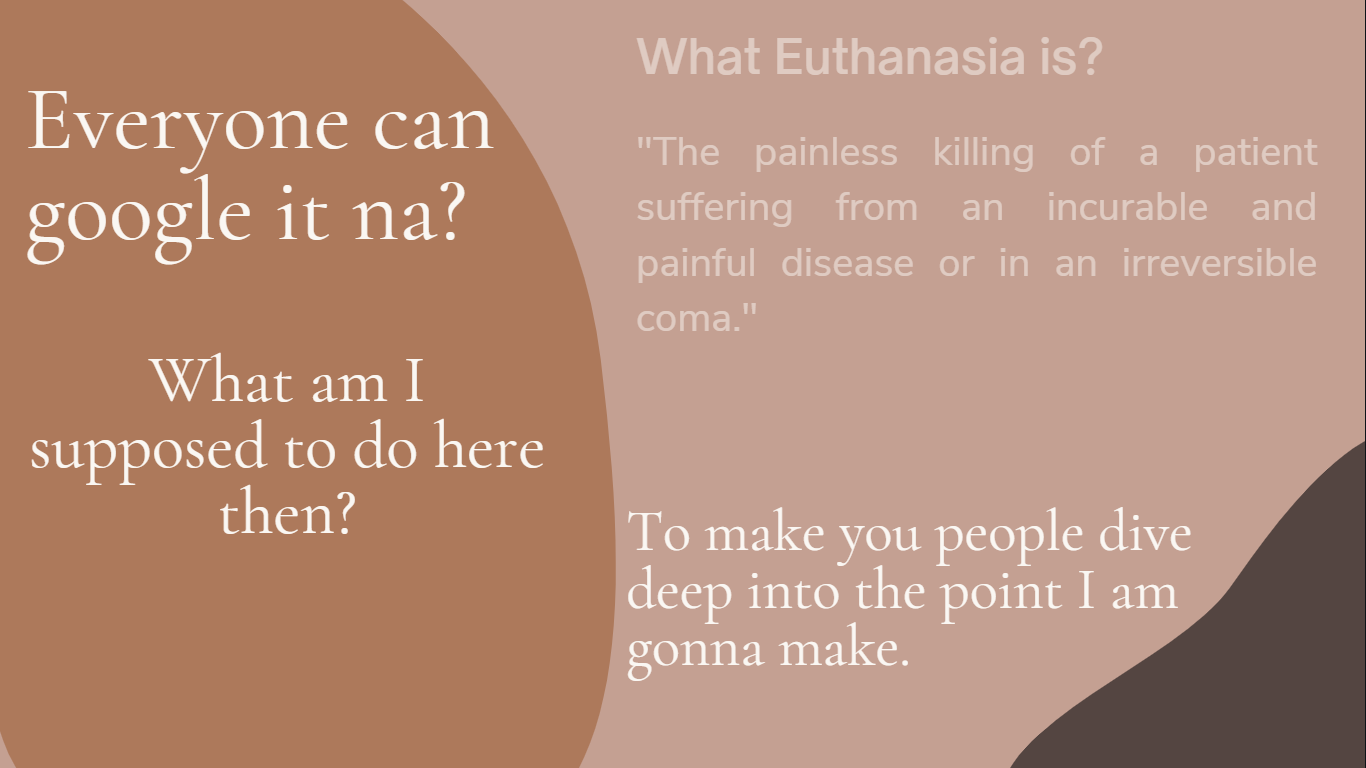 Everyone can
google it na?
What am I
supposed to do here
then?
What Euthanasia is?
"The painless killing of a patient
suffering from an incurable and
painful disease or in an irreversible
coma."
To make you people dive
deep into the point I am
gonna make.